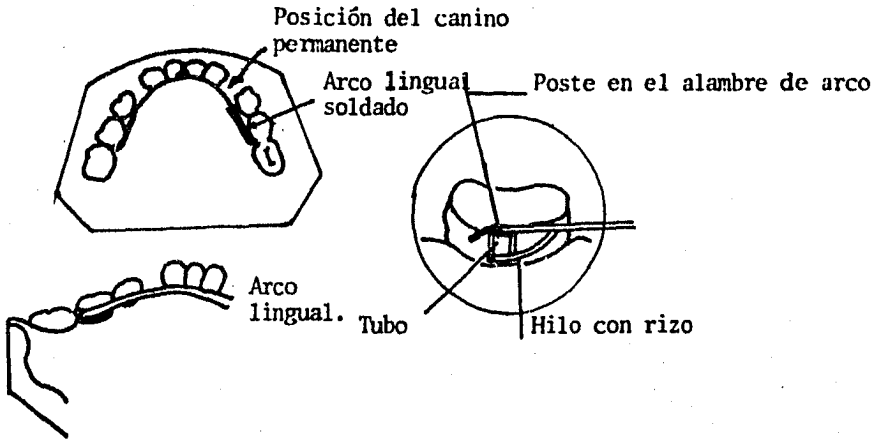 Posición del canino
permanente
Arco lingual
soldado
Poste en el alambre de arco
Arco
lingual.
Tubo
Hilo con rizo